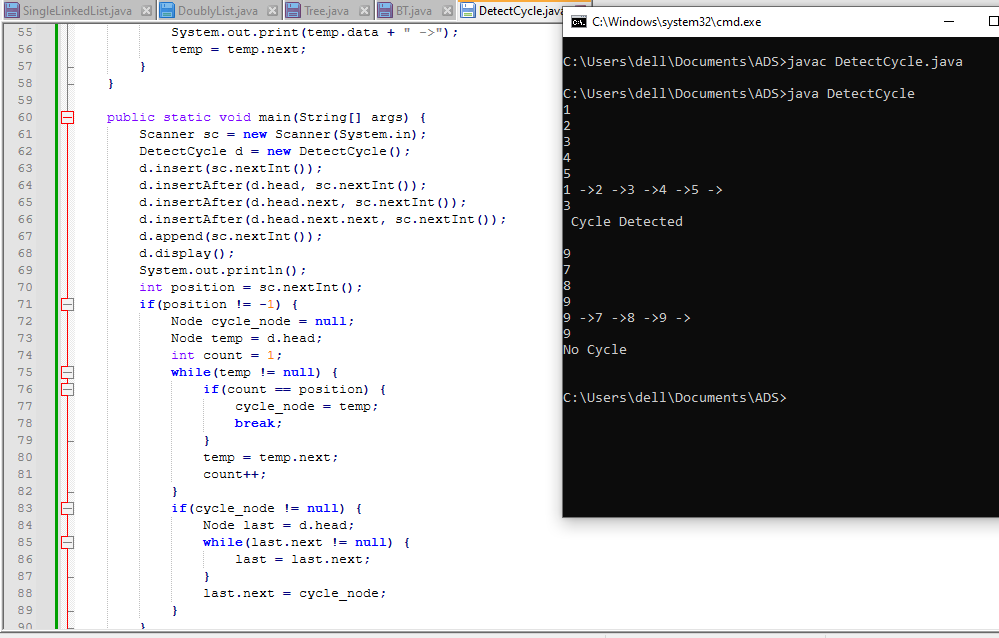 SingleLinkedList.java DoublyList.java Tree.java BT.java DetectCycle.java
55 System.out.print(temp.data + " ->");
56 temp = temp.next;
57 }
58 }
59
60 public static void main(String[] args) {
61 Scanner sc = new Scanner(System.in);
62 DetectCycle d = new DetectCycle();
63 d.insert(sc.nextInt());
64 d.insertAfter(d.head, sc.nextInt());
65 d.insertAfter(d.head.next, sc.nextInt());
66 d.insertAfter(d.head.next.next, sc.nextInt());
67 d.append(sc.nextInt());
68 d.display();
69 System.out.println();
70 int position = sc.nextInt();
71 if(position != -1) {
72 Node cycle_node = null;
73 Node temp = d.head;
74 int count = 1;
75 while(temp != null) {
76 if(count == position) {
77 cycle_node = temp;
78 break;
79 }
80 temp = temp.next;
81 count++;
82 }
83 if(cycle_node != null) {
84 Node last = d.head;
85 while(last.next != null) {
86 last = last.next;
87 }
88 last.next = cycle_node;
89 }
90 }
C:\Windows\system32\cmd.exe
C:\Users\dell\Documents\ADS>javac DetectCycle.java
C:\Users\dell\Documents\ADS>java DetectCycle
1
2
3
4
5
1 ->2 ->3 ->4 ->5 ->
3
Cycle Detected
9
7
8
9
9 ->7 ->8 ->9 ->
9
No Cycle
C:\Users\dell\Documents\ADS>